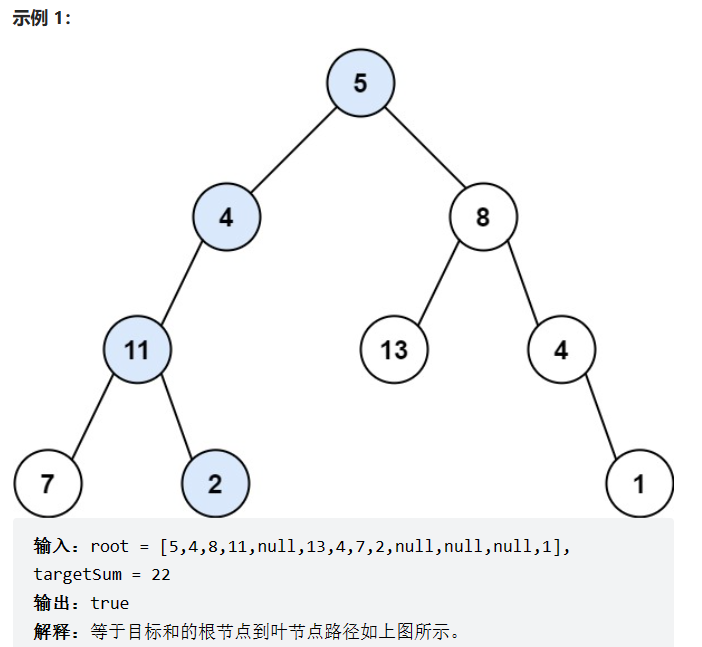 示例 1：
5
4 8
11 13 4
7 2 1
输入：root = [5,4,8,11,null,13,4,7,2,null,null,null,1],
targetSum = 22
输出：true
解释：等于目标和的根节点到叶节点路径如上图所示。